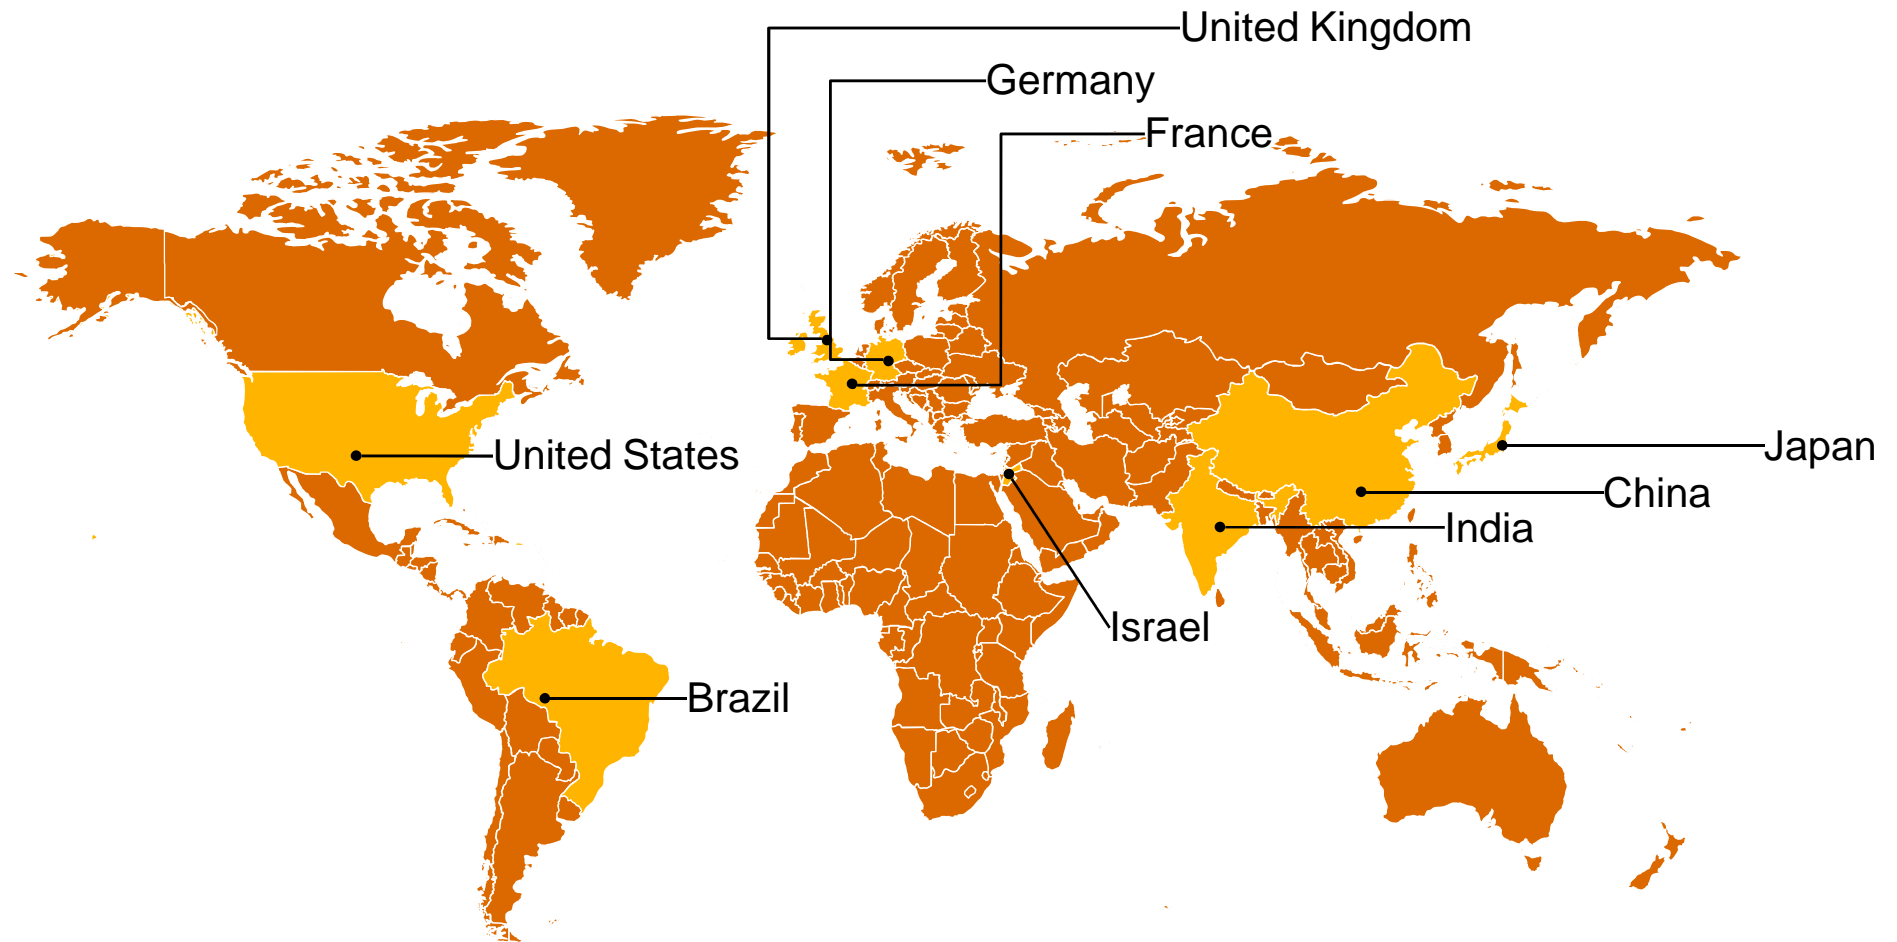 United Kingdom
Germany
France
United States
Japan
China
India
Israel
Brazil